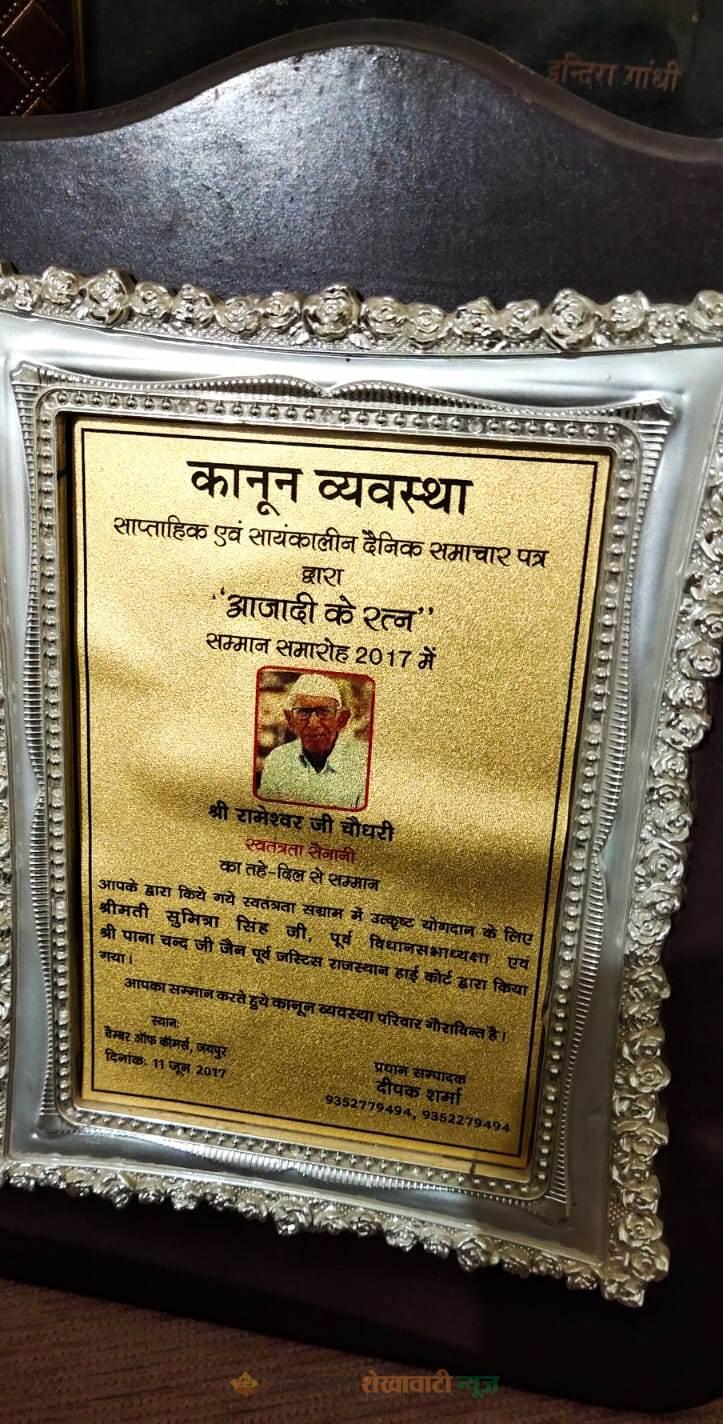 इन्दिरा गांधी
कानून व्यवस्था
साप्ताहिक एवं सायंकालीन दैनिक समाचार पत्र
द्वारा
"आजादी के रत्न"
सम्मान समारोह 2017 में
श्री रामेश्वर जी चौधरी
स्वतंत्रता सैनानी
का तहे-दिल से सम्मान
आपके द्वारा किये गये स्वतंत्रता संग्राम में उत्कृष्ट योगदान के लिए
श्रीमती सुमित्रा सिंह जी, पूर्व विधानसभाध्यक्षा एवं
श्री पाना चन्द जी जैन पूर्व जस्टिस राजस्थान हाई कोर्ट द्वारा किया
गया।
आपका सम्मान करते हुये कानून व्यवस्था परिवार गौरान्वित है।
स्थान:
चैम्बर ऑफ कॉमर्स, जयपुर
दिनांक: 11 जून 2017
प्रधान सम्पादक
दीपक शर्मा
9352779494, 9352279494
शेखावाटी न्यूज़